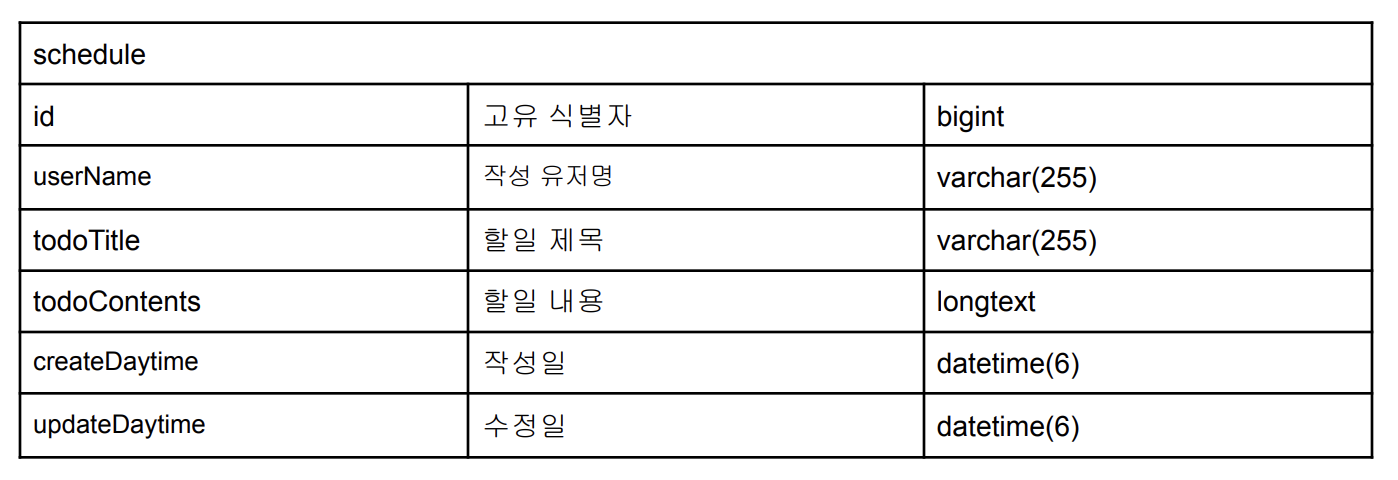 schedule
id 고유 식별자 bigint
userName 작성 유저명 varchar(255)
todoTitle 할일 제목 varchar(255)
todoContents 할일 내용 longtext
createDaytime 작성일 datetime(6)
updateDaytime 수정일 datetime(6)